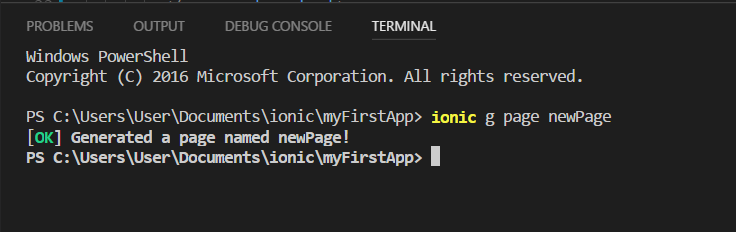 PROBLEMS OUTPUT DEBUG CONSOLE TERMINAL
Windows PowerShell
Copyright (C) 2016 Microsoft Corporation. All rights reserved.
PS C:\Users\User\Documents\ionic\myFirstApp> ionic g page newPage
[OK] Generated a page named newPage!
PS C:\Users\User\Documents\ionic\myFirstApp>